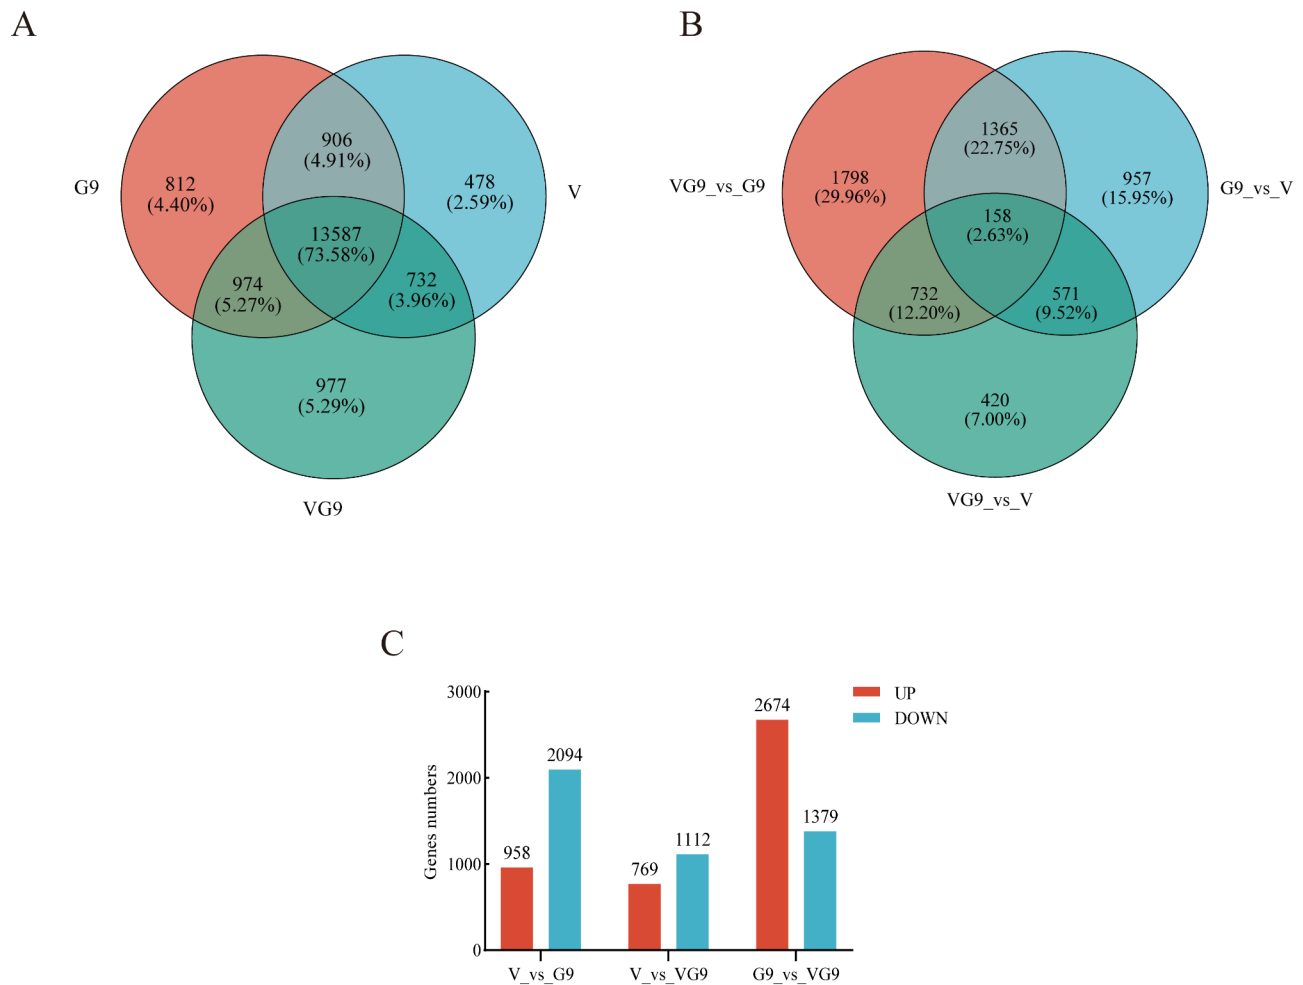 A
G9
V
VG9
812
(4.40%)
906
(4.91%)
478
(2.59%)
13587
(73.58%)
974
(5.27%)
732
(3.96%)
977
(5.29%)
B
VG9_vs_G9
G9_vs_V
VG9_vs_V
1798
(29.96%)
1365
(22.75%)
957
(15.95%)
158
(2.63%)
732
(12.20%)
571
(9.52%)
420
(7.00%)
C
UP
DOWN
Genes numbers
3000
2000
1000
0
958
2094
769
1112
2674
1379
V_vs_G9
V_vs_VG9
G9_vs_VG9